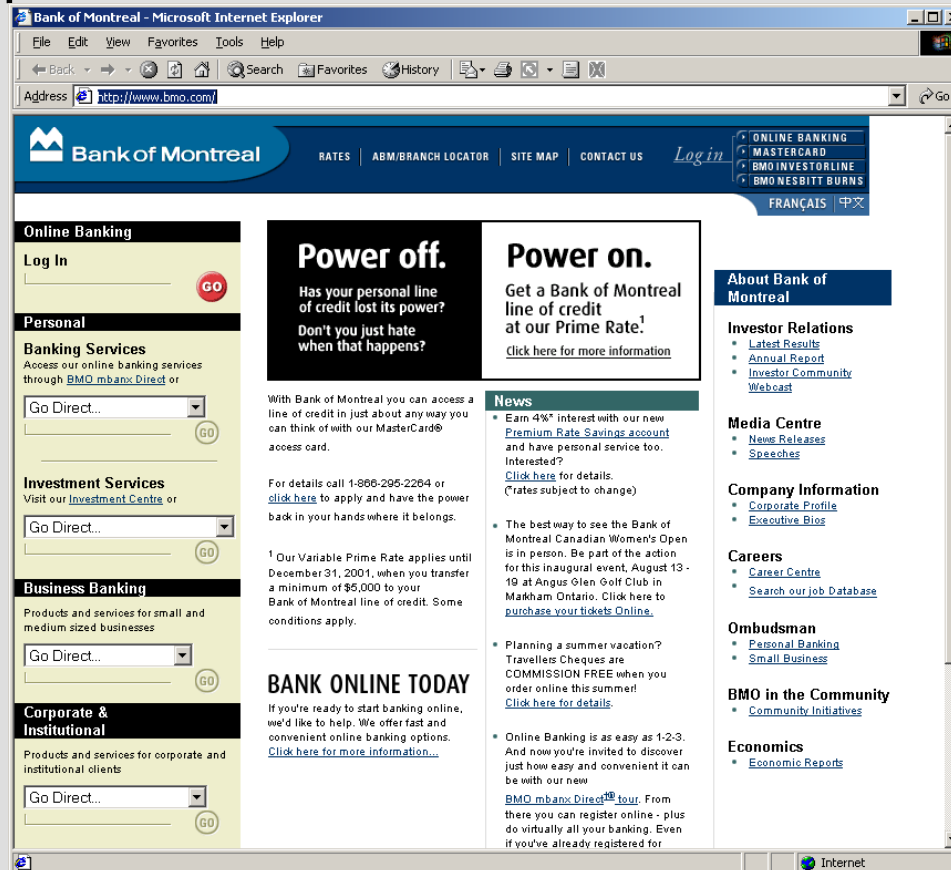 Bank of Montreal - Microsoft Internet Explorer
File Edit View Favorites Tools Help
Back Search Favorites History
Address http://www.bmo.com/ Go
Bank of Montreal
RATES ABM/BRANCH LOCATOR SITE MAP CONTACT US
Login
ONLINE BANKING
MASTERCARD
BMO INVESTORLINE
BMO NESBITT BURNS
FRANÇAIS 中文
Online Banking
Log In
GO
Personal
Banking Services
Access our online banking services
through BMO mbanx Direct or
Go Direct...
GO
Investment Services
Visit our Investment Centre or
Go Direct...
GO
Business Banking
Products and services for small and
medium sized businesses
Go Direct...
GO
Corporate &
Institutional
Products and services for corporate and
institutional clients
Go Direct...
GO
Power off.
Has your personal line
of credit lost its power?
Don't you just hate
when that happens?
Power on.
Get a Bank of Montreal
line of credit
at our Prime Rate.1
Click here for more information
With Bank of Montreal you can access a
line of credit in just about any way you
can think of with our MasterCard®
access card.
For details call 1-866-295-2264 or
click here to apply and have the power
back in your hands where it belongs.
1 Our Variable Prime Rate applies until
December 31, 2001, when you transfer
a minimum of $5,000 to your
Bank of Montreal line of credit. Some
conditions apply.
BANK ONLINE TODAY
If you're ready to start banking online,
we'd like to help. We offer fast and
convenient online banking options.
Click here for more information...
News
Earn 4%* interest with our new
Premium Rate Savings account
and have personal service too.
Interested?
Click here for details.
(*rates subject to change)
The best way to see the Bank of
Montreal Canadian Women's Open
is in person. Be part of the action
for this inaugural event, August 13 -
19 at Angus Glen Golf Club in
Markham Ontario. Click here to
purchase your tickets Online.
Planning a summer vacation?
Travellers Cheques are
COMMISSION FREE when you
order online this summer!
Click here for details.
Online Banking is as easy as 1-2-3.
And now you're invited to discover
just how easy and convenient it can
be with our new
BMO mbanx Direct†® tour. From
there you can register online - plus
do virtually all your banking. Even
if you've already registered for
About Bank of
Montreal
Investor Relations
Latest Results
Annual Report
Investor Community
Webcast
Media Centre
News Releases
Speeches
Company Information
Corporate Profile
Executive Bios
Careers
Career Centre
Search our job Database
Ombudsman
Personal Banking
Small Business
BMO in the Community
Community Initiatives
Economics
Economic Reports
Internet